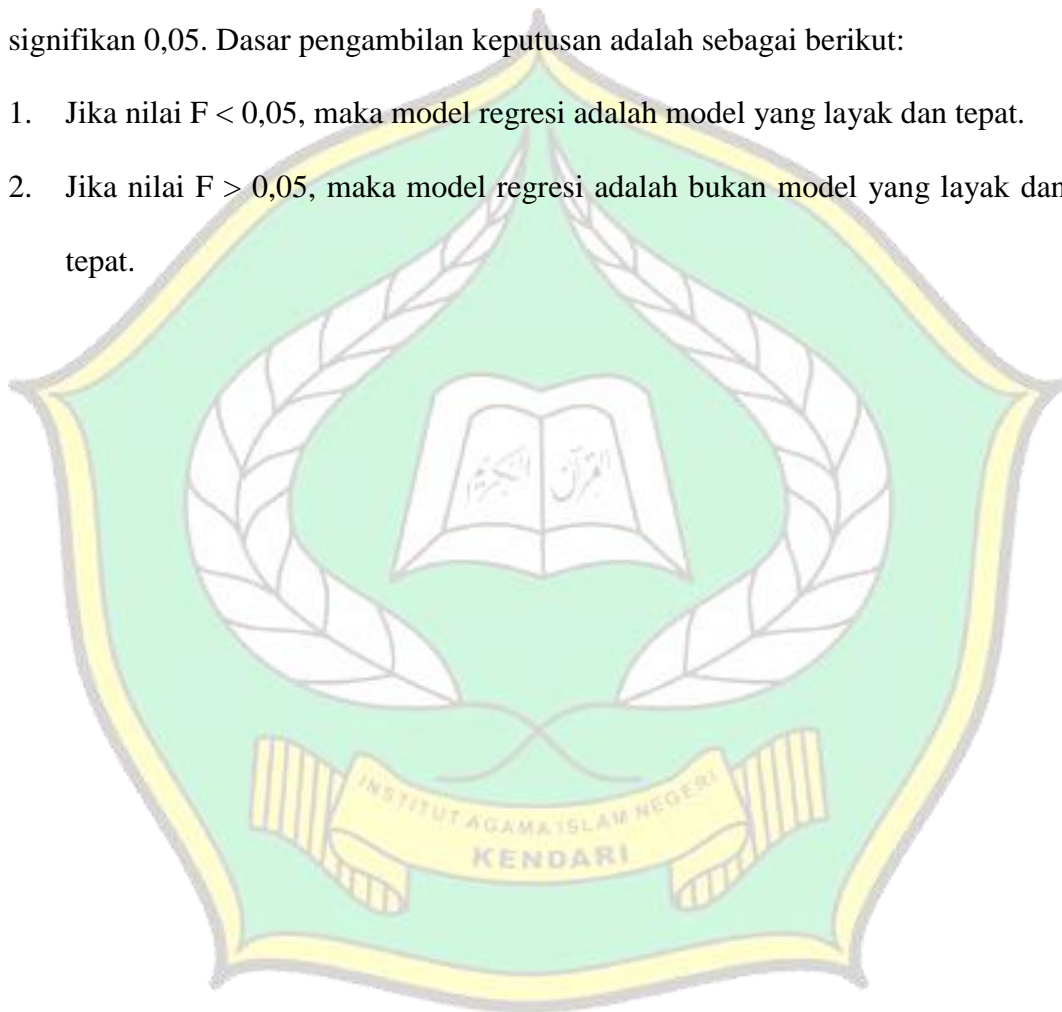 signifikan 0,05. Dasar pengambilan keputusan adalah sebagai berikut:
1. Jika nilai F < 0,05, maka model regresi adalah model yang layak dan tepat.
2. Jika nilai F > 0,05, maka model regresi adalah bukan model yang layak dan
tepat.
القرآن الكريم
INSTITUT AGAMA ISLAM NEGERI
KENDARI